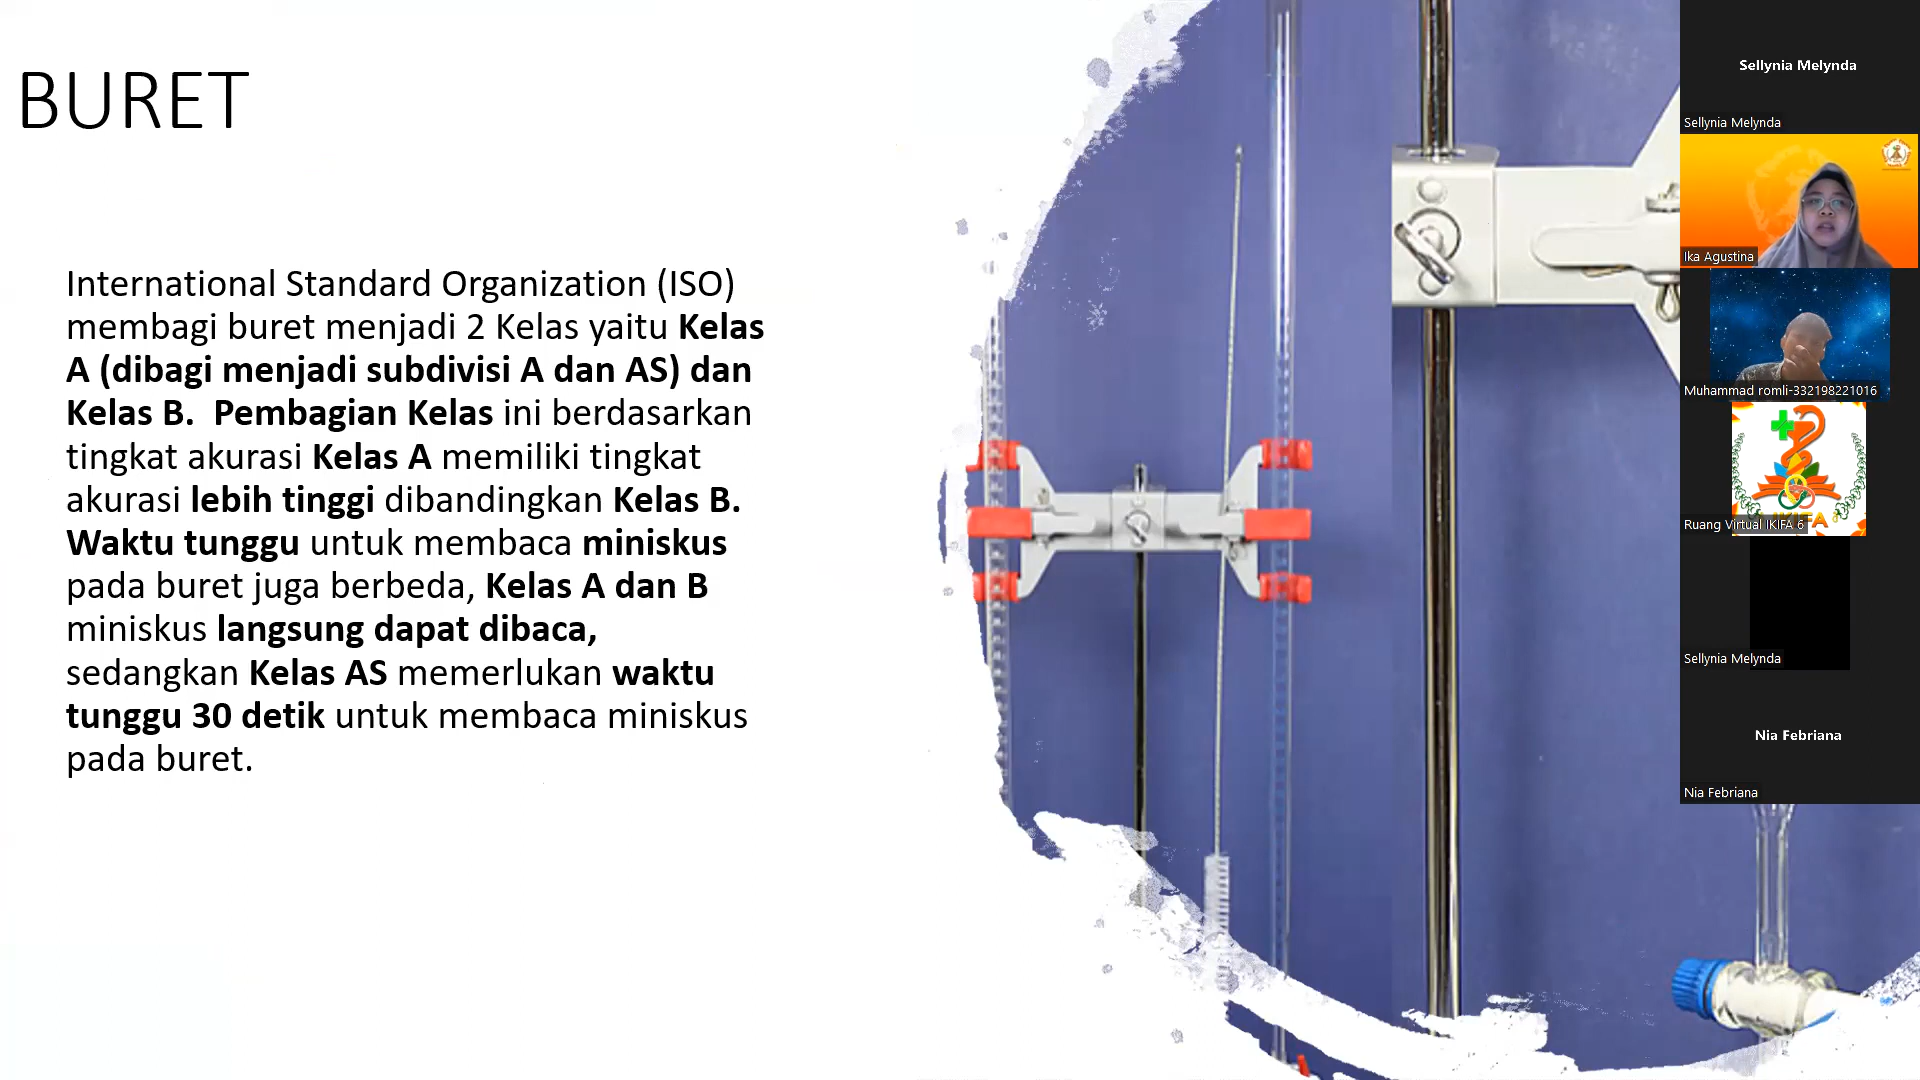 BURET
International Standard Organization (ISO)
membagi buret menjadi 2 Kelas yaitu Kelas
A (dibagi menjadi subdivisi A dan AS) dan
Kelas B.  Pembagian Kelas ini berdasarkan
tingkat akurasi Kelas A memiliki tingkat
akurasi lebih tinggi dibandingkan Kelas B.
Waktu tunggu untuk membaca miniskus
pada buret juga berbeda, Kelas A dan B
miniskus langsung dapat dibaca,
sedangkan Kelas AS memerlukan waktu
tunggu 30 detik untuk membaca miniskus
pada buret.
Sellynia Melynda
Sellynia Melynda
Ika Agustina
Muhammad romli-332198221016
IKIFA
Ruang Virtual IKIFA 6
Sellynia Melynda
Nia Febriana
Nia Febriana